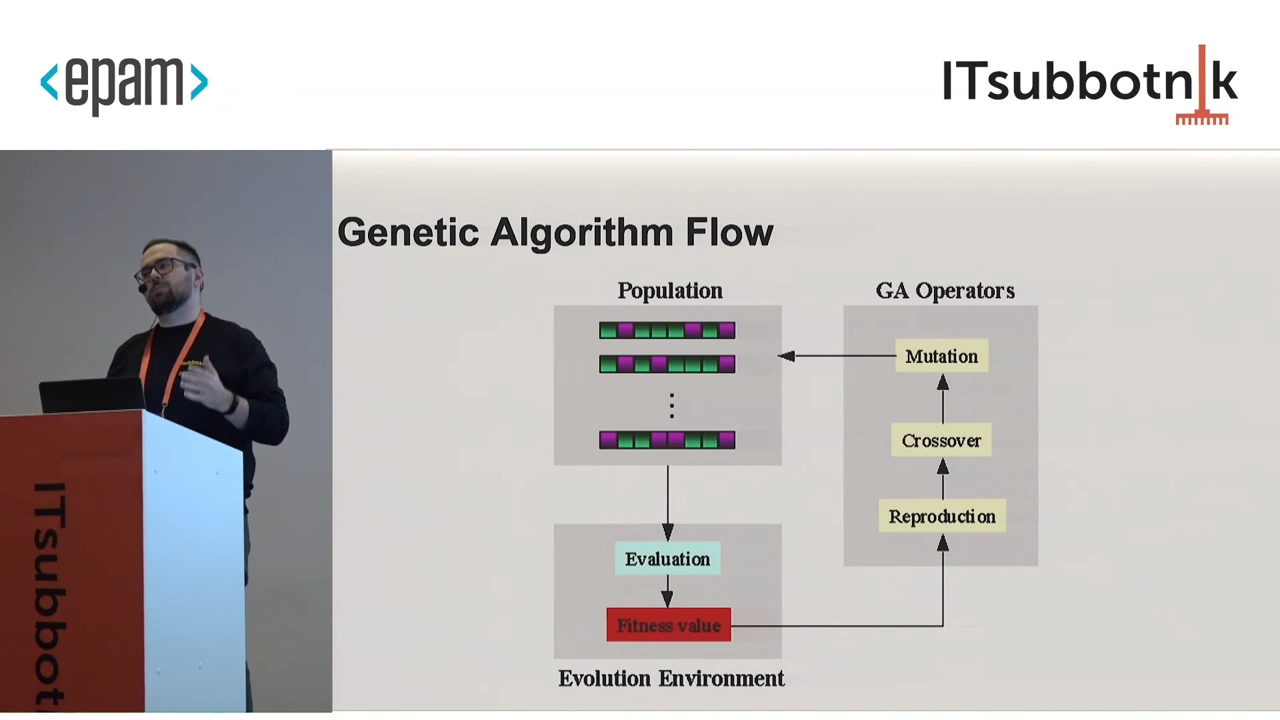 <epam>
ITsubbotnik
Genetic Algorithm Flow
Population
GA Operators
Mutation
Crossover
Reproduction
Evaluation
Fitness value
Evolution Environment
ITsubbot